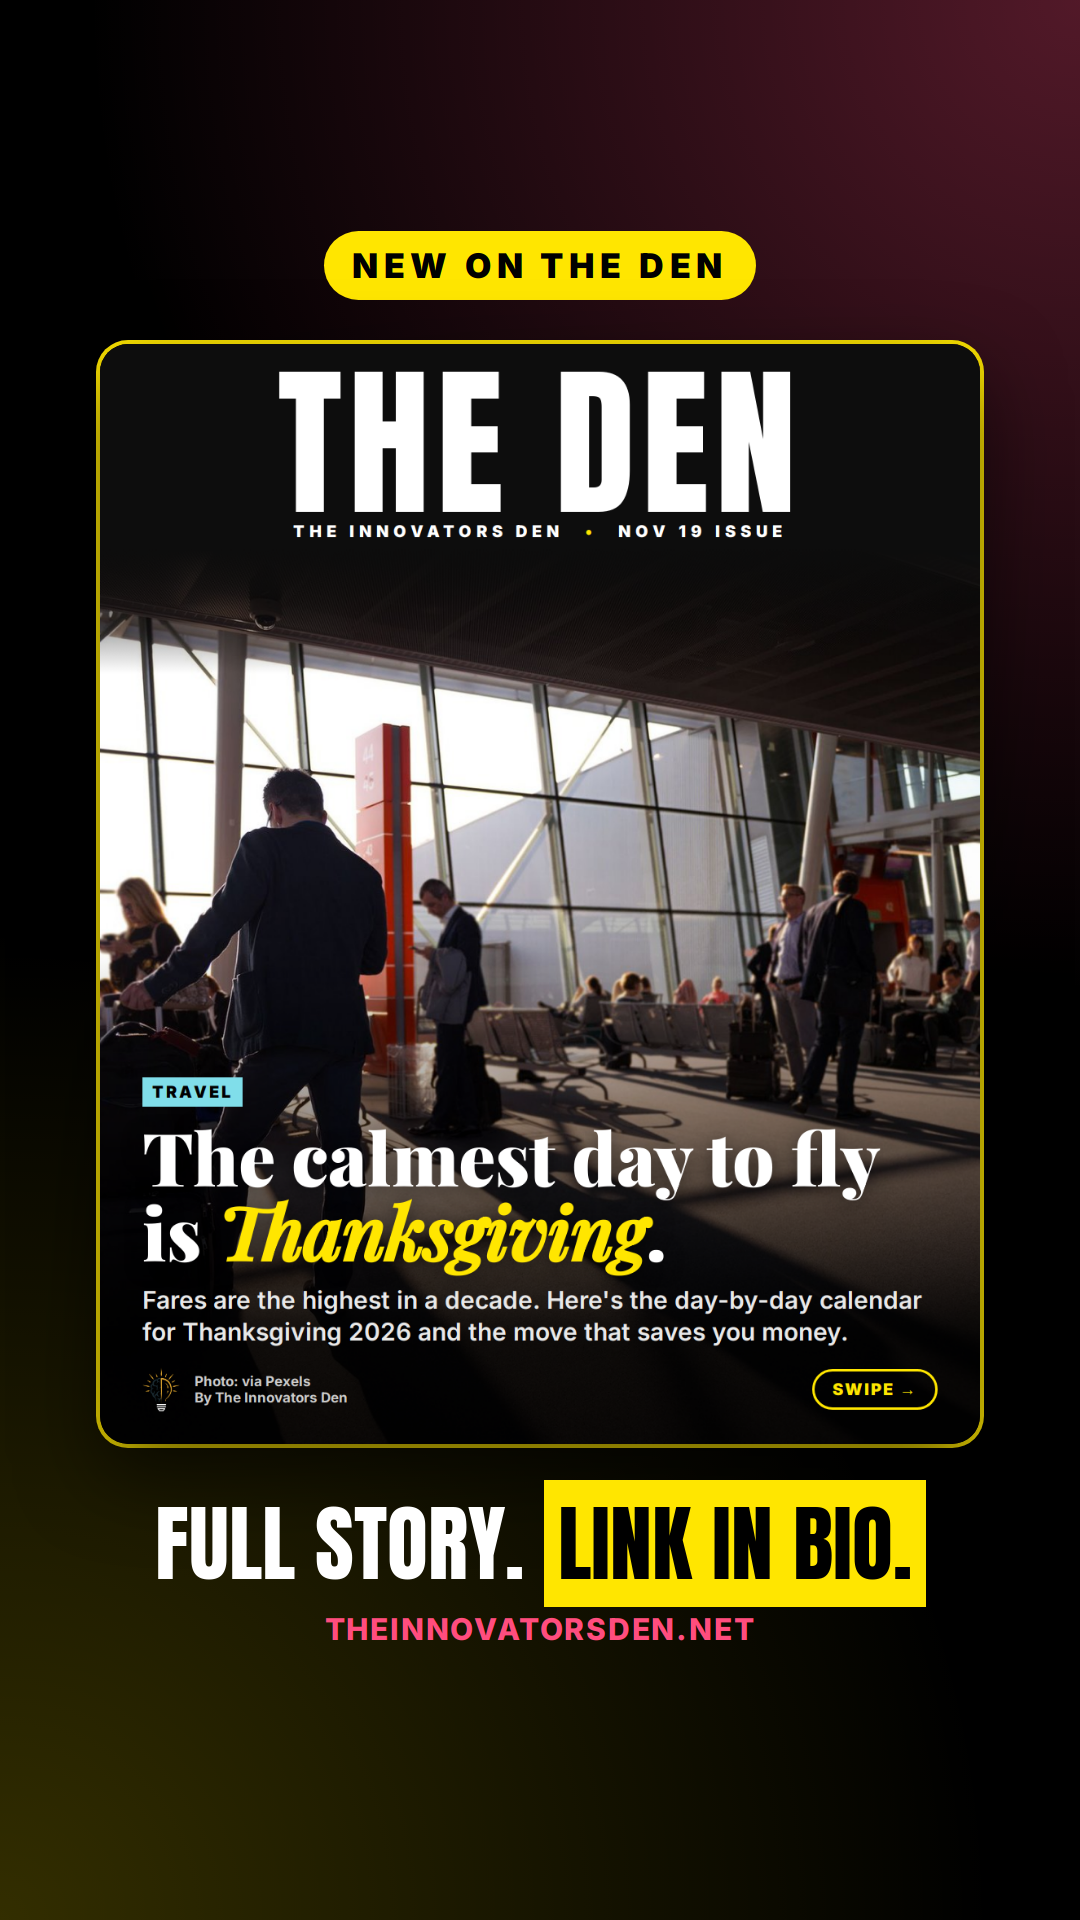 NEW ON THE DEN
THE DEN
THE INNOVATORS DEN • NOV 19 ISSUE
44
45
43
TRAVEL
The calmest day to fly
is Thanksgiving.
Fares are the highest in a decade. Here's the day-by-day calendar
for Thanksgiving 2026 and the move that saves you money.
Photo: via Pexels
By The Innovators Den
SWIPE →
FULL STORY. LINK IN BIO.
THEINNOVATORSDEN.NET